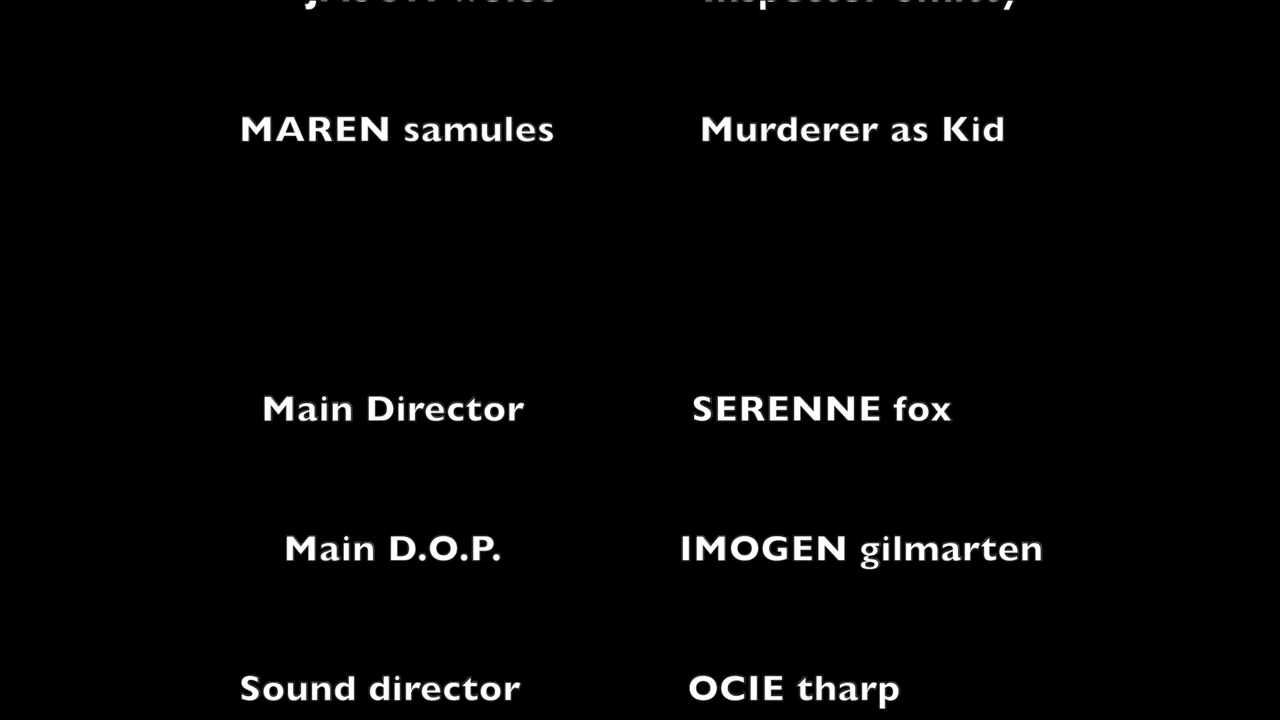 MAREN samules Murderer as Kid
Main Director SERENNE fox
Main D.O.P. IMOGEN gilmarten
Sound director OCIE tharp